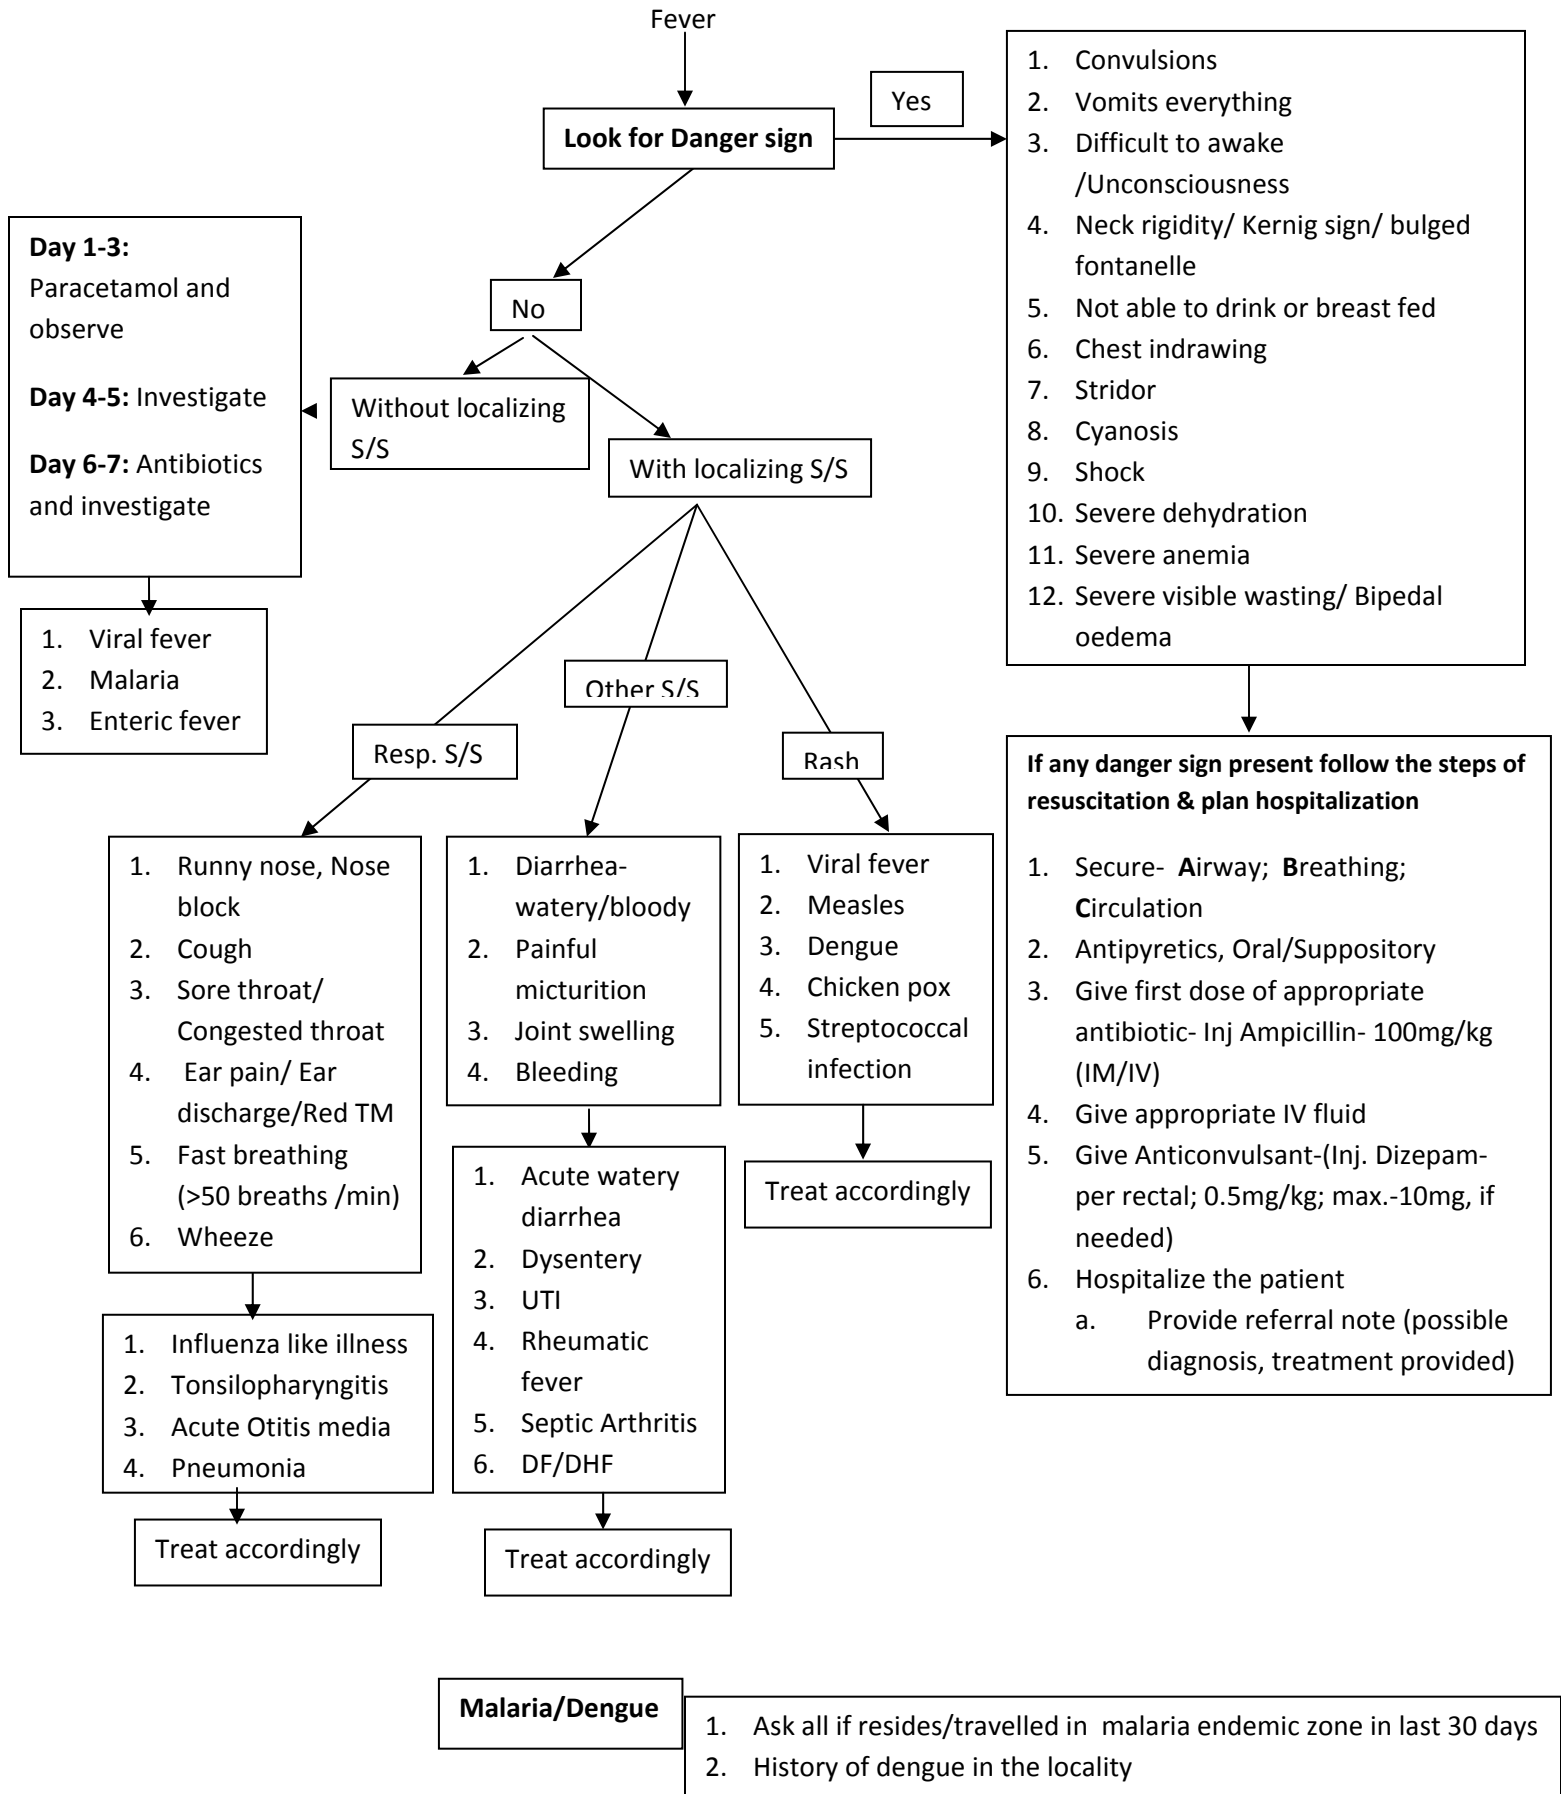 Fever
Look for Danger sign
Yes
1. Convulsions
2. Vomits everything
3. Difficult to awake
/Unconsciousness
4. Neck rigidity/ Kernig sign/ bulged
fontanelle
5. Not able to drink or breast fed
6. Chest indrawing
7. Stridor
8. Cyanosis
9. Shock
10. Severe dehydration
11. Severe anemia
12. Severe visible wasting/ Bipedal
oedema
If any danger sign present follow the steps of
resuscitation & plan hospitalization
1. Secure- Airway; Breathing;
Circulation
2. Antipyretics, Oral/Suppository
3. Give first dose of appropriate
antibiotic- Inj Ampicillin- 100mg/kg
(IM/IV)
4. Give appropriate IV fluid
5. Give Anticonvulsant-(Inj. Dizepam-
per rectal; 0.5mg/kg; max.-10mg, if
needed)
6. Hospitalize the patient
a. Provide referral note (possible
diagnosis, treatment provided)
No
Without localizing
S/S
Day 1-3:
Paracetamol and
observe
Day 4-5: Investigate
Day 6-7: Antibiotics
and investigate
1. Viral fever
2. Malaria
3. Enteric fever
With localizing S/S
Resp. S/S
1. Runny nose, Nose
block
2. Cough
3. Sore throat/
Congested throat
4. Ear pain/ Ear
discharge/Red TM
5. Fast breathing
(>50 breaths /min)
6. Wheeze
1. Influenza like illness
2. Tonsilopharyngitis
3. Acute Otitis media
4. Pneumonia
Treat accordingly
Other S/S
1. Diarrhea-
watery/bloody
2. Painful
micturition
3. Joint swelling
4. Bleeding
1. Acute watery
diarrhea
2. Dysentery
3. UTI
4. Rheumatic
fever
5. Septic Arthritis
6. DF/DHF
Treat accordingly
Rash
1. Viral fever
2. Measles
3. Dengue
4. Chicken pox
5. Streptococcal
infection
Treat accordingly
Malaria/Dengue
1. Ask all if resides/travelled in malaria endemic zone in last 30 days
2. History of dengue in the locality